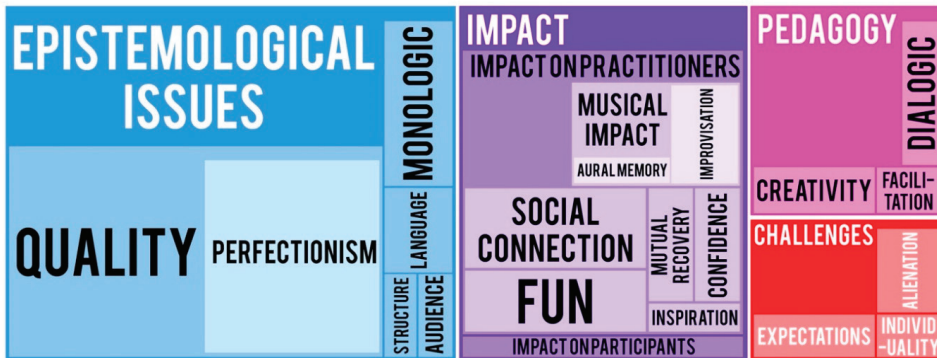 EPISTEMOLOGICAL
ISSUES
QUALITY
PERFECTIONISM
MONOLOGIC
LANGUAGE
STRUCTURE
AUDIENCE
IMPACT
IMPACT ON PRACTITIONERS
MUSICAL
IMPACT
AURAL MEMORY
IMPROVISATION
SOCIAL
CONNECTION
FUN
MUTUAL
RECOVERY
CONFIDENCE
INSPIRATION
IMPACT ON PARTICIPANTS
PEDAGOGY
DIALOGIC
CREATIVITY
FACILI-
TATION
CHALLENGES
ALIENATION
EXPECTATIONS
INDIVID
-UALITY